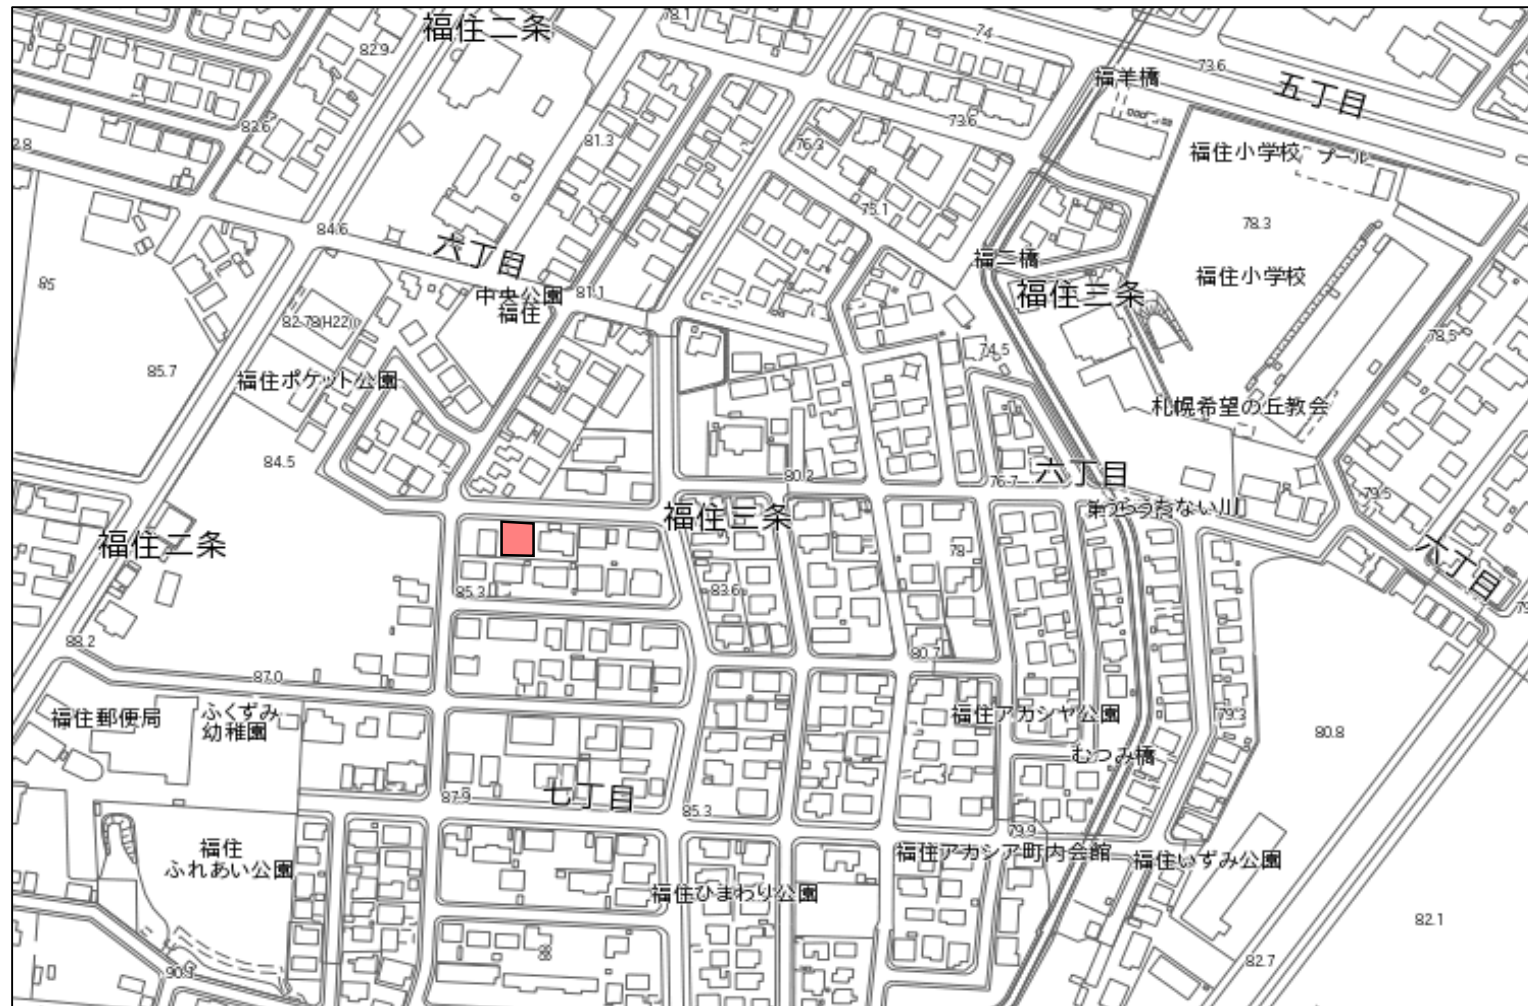 福住二条
78.1
74
82.9
73.6
福羊橋
五丁目
83.6
81.3
76.3
73.6
2.8
福住小学校
プール
75.1
78.3
84.6
六丁目
福二橋
福住小学校
85
中央公園
福住
81.1
福住三条
82-78(H22)
78.5
74.5
85.7
福住ポケット公園
札幌希望の丘教会
84.5
80.2
76.7
六丁目
79.5
福住三条
福住二条
78
六丁目
85.3
83.6
79
88.2
80.7
87.0
福住郵便局
ふくずみ
幼稚園
福住アカシヤ公園
79.3
80.8
むつみ橋
87.9
七丁目
85.3
79.9
福住
ふれあい公園
福住アカシア町内会館
福住いずみ公園
福住ひまわり公園
82.1
88
82.7
90.1